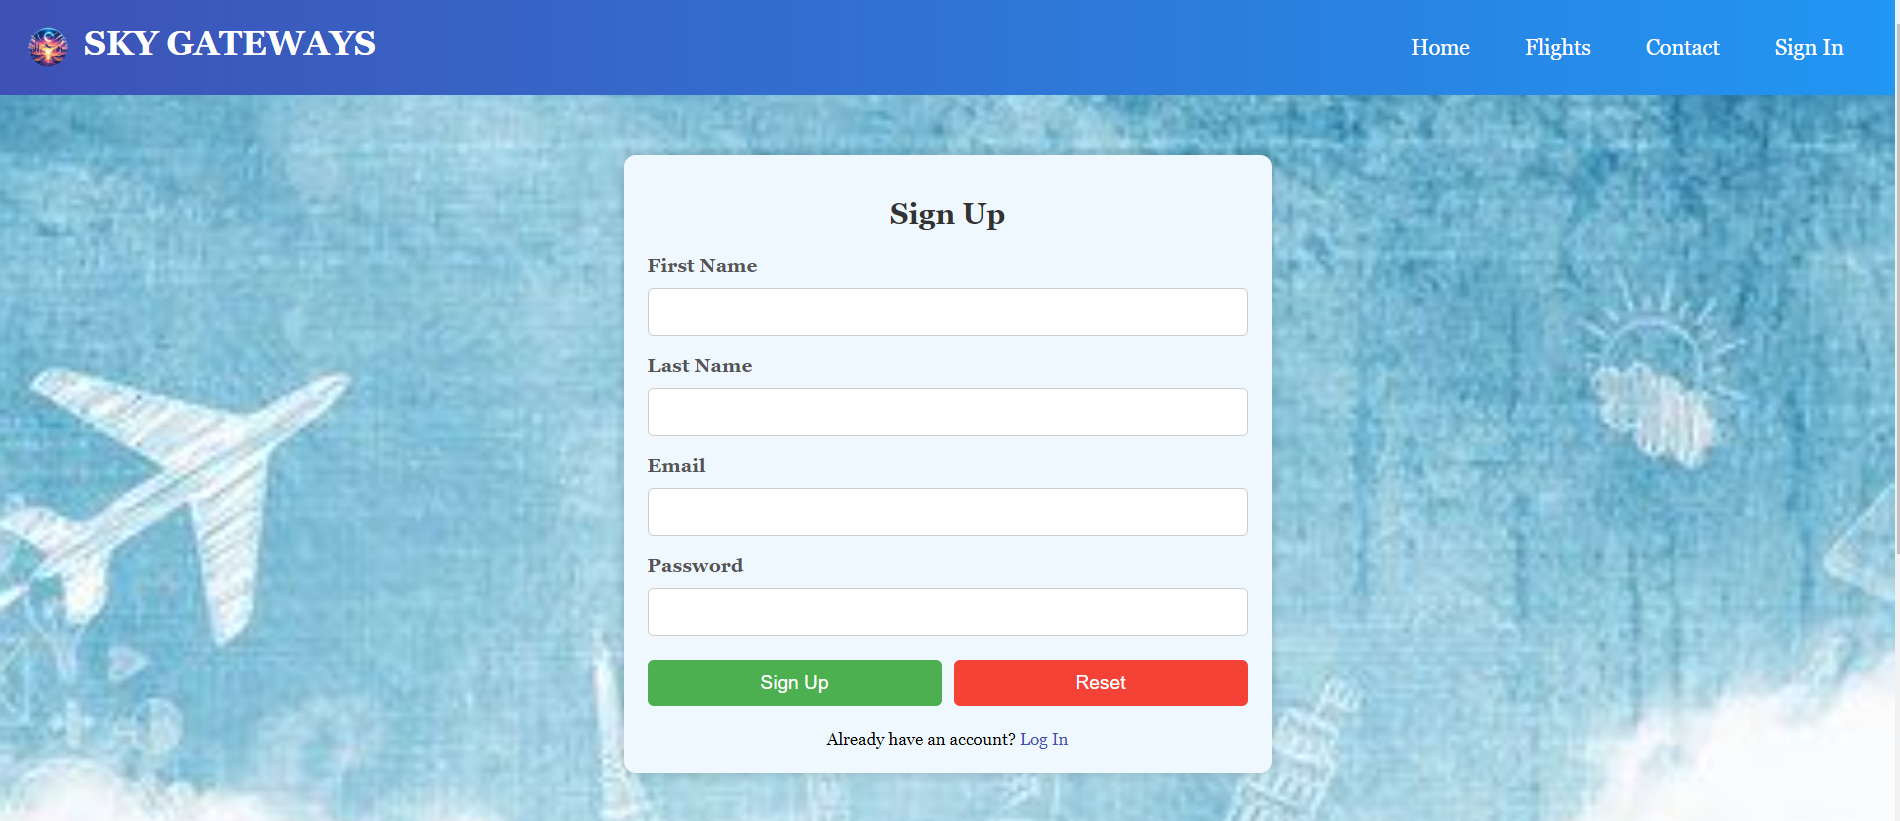 SKY GATEWAYS
Home Flights Contact Sign In
Sign Up
First Name
Last Name
Email
Password
Sign Up Reset
Already have an account? Log In